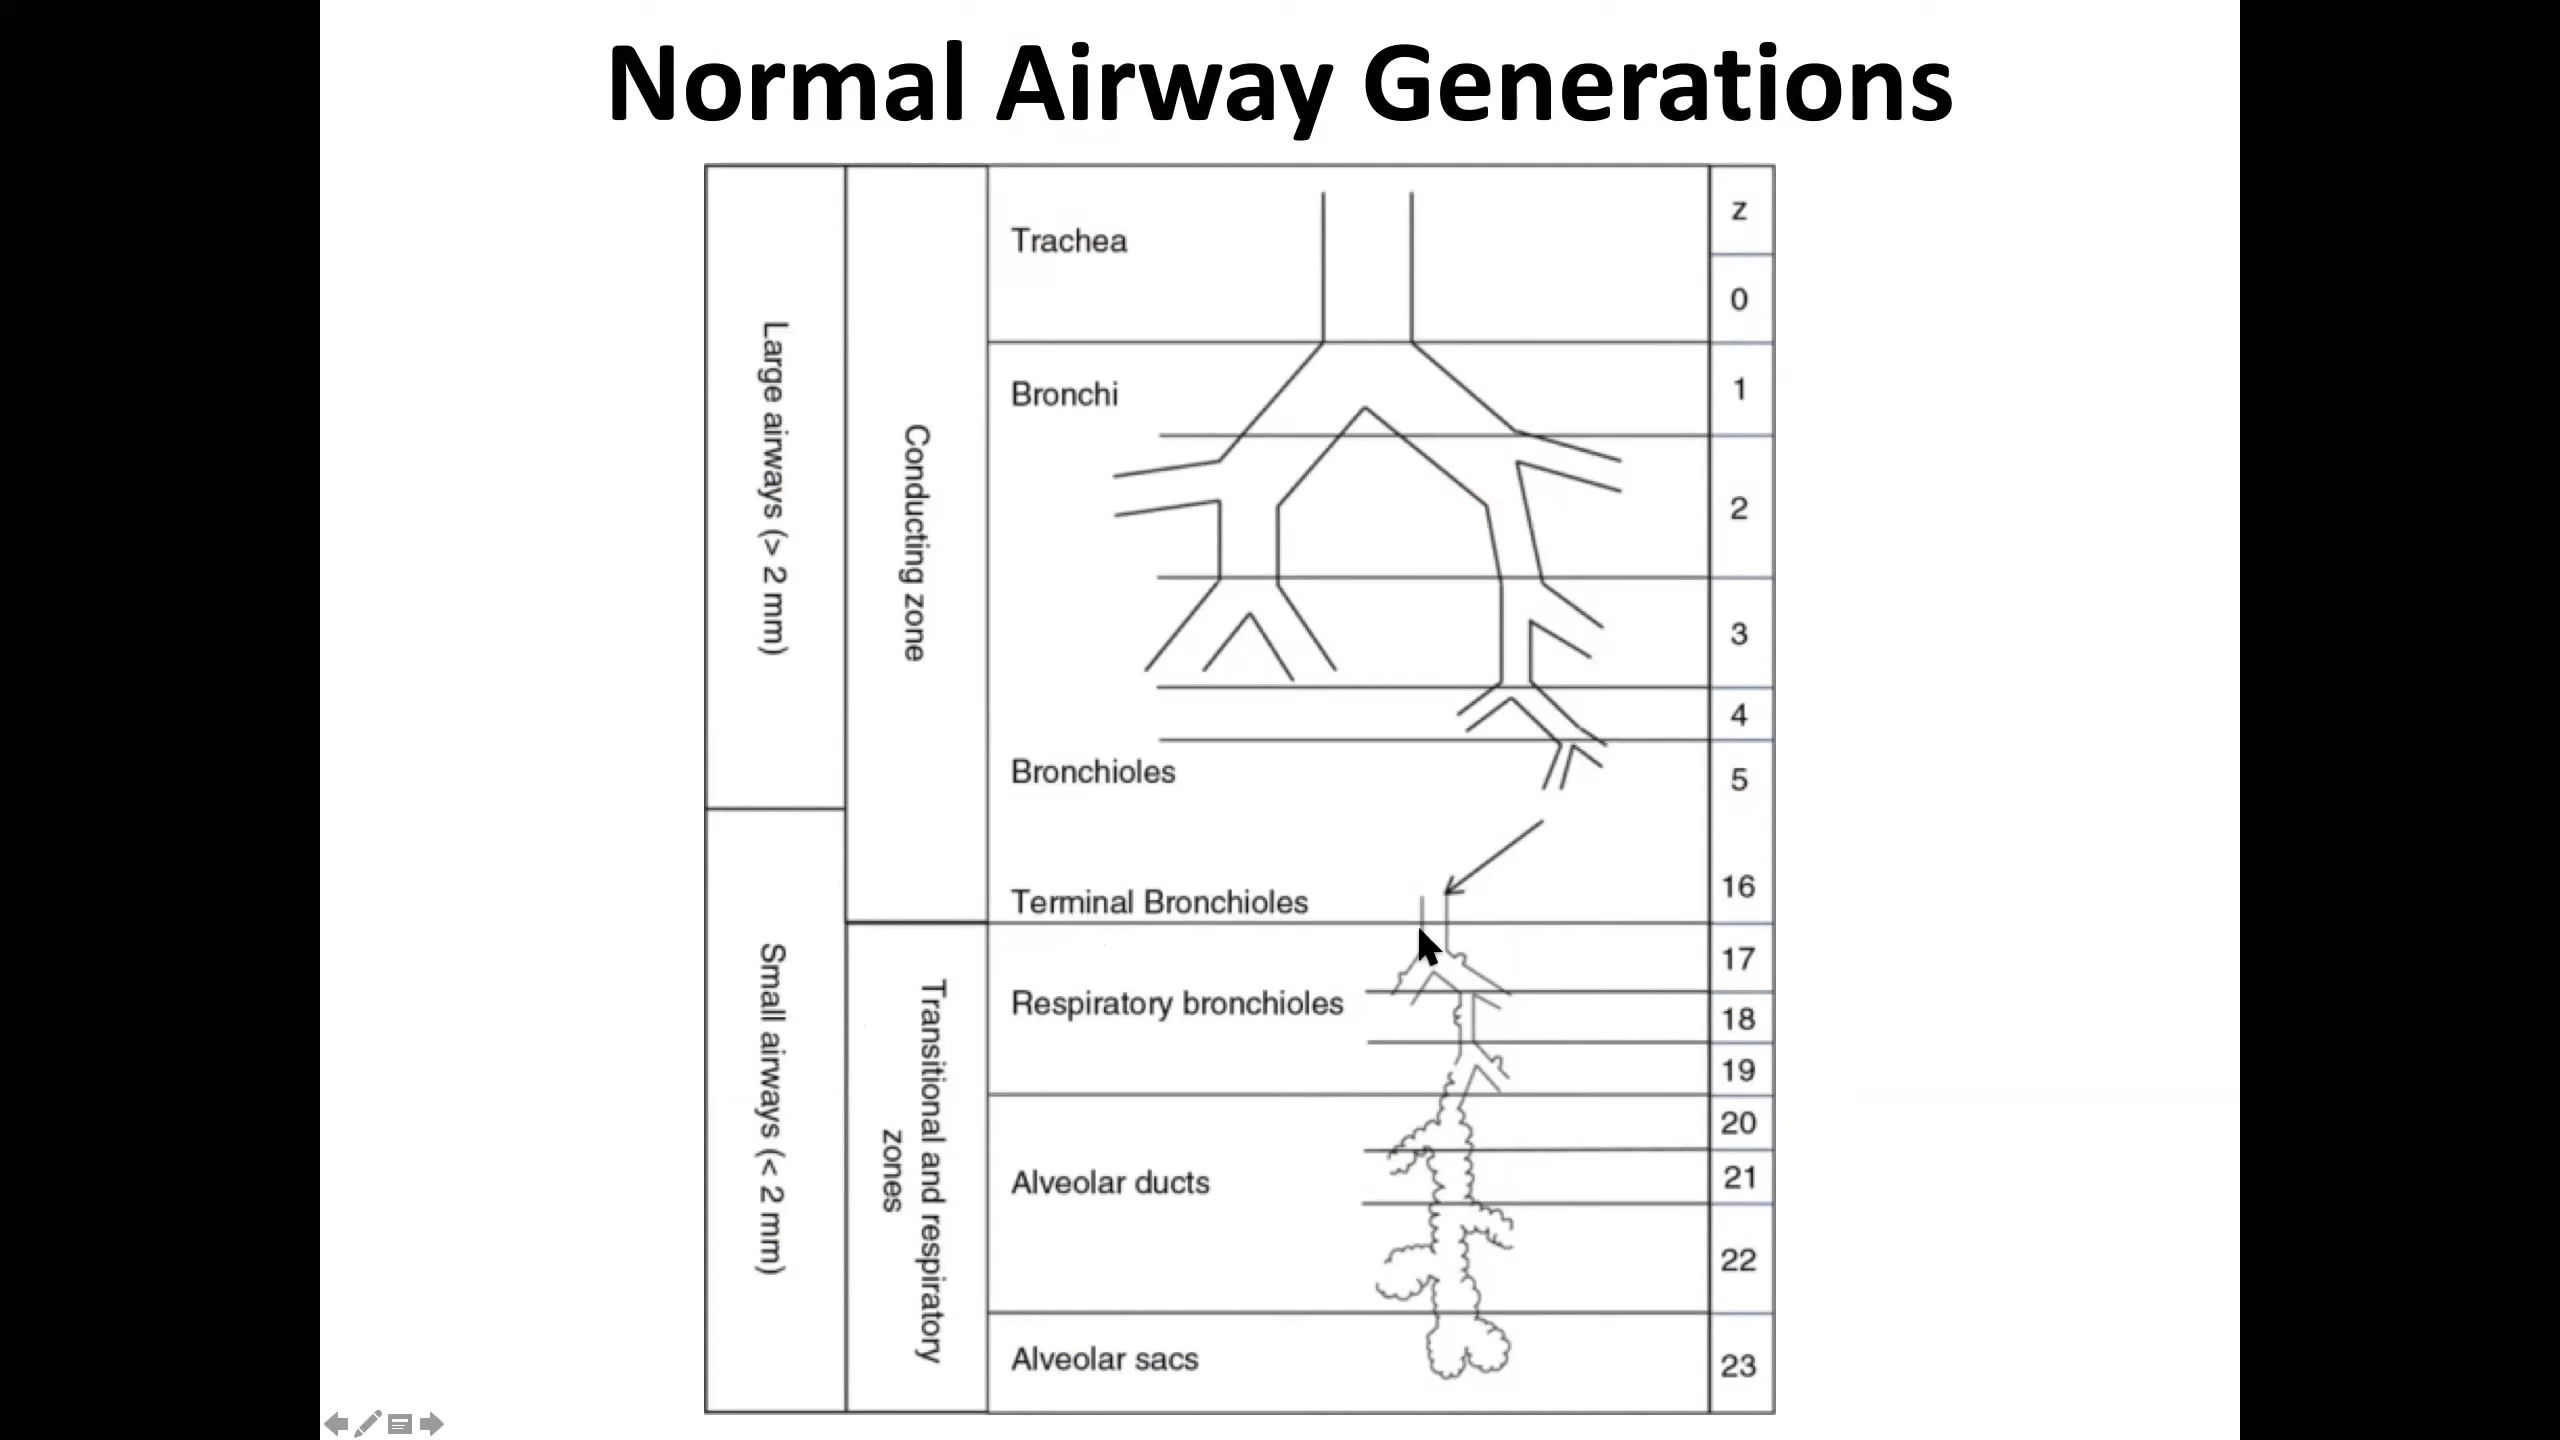 Normal Airway Generations
Large airways (> 2 mm)
Small airways (< 2 mm)
Conducting zone
Transitional and respiratory
zones
Trachea
Bronchi
Bronchioles
Terminal Bronchioles
Respiratory bronchioles
Alveolar ducts
Alveolar sacs
z
0
1
2
3
4
5
16
17
18
19
20
21
22
23